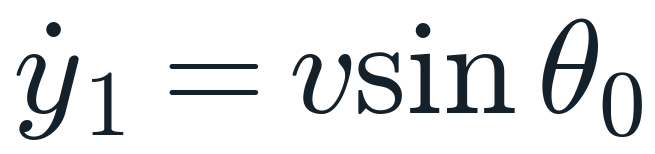 ẏ₁ = v sin θ₀